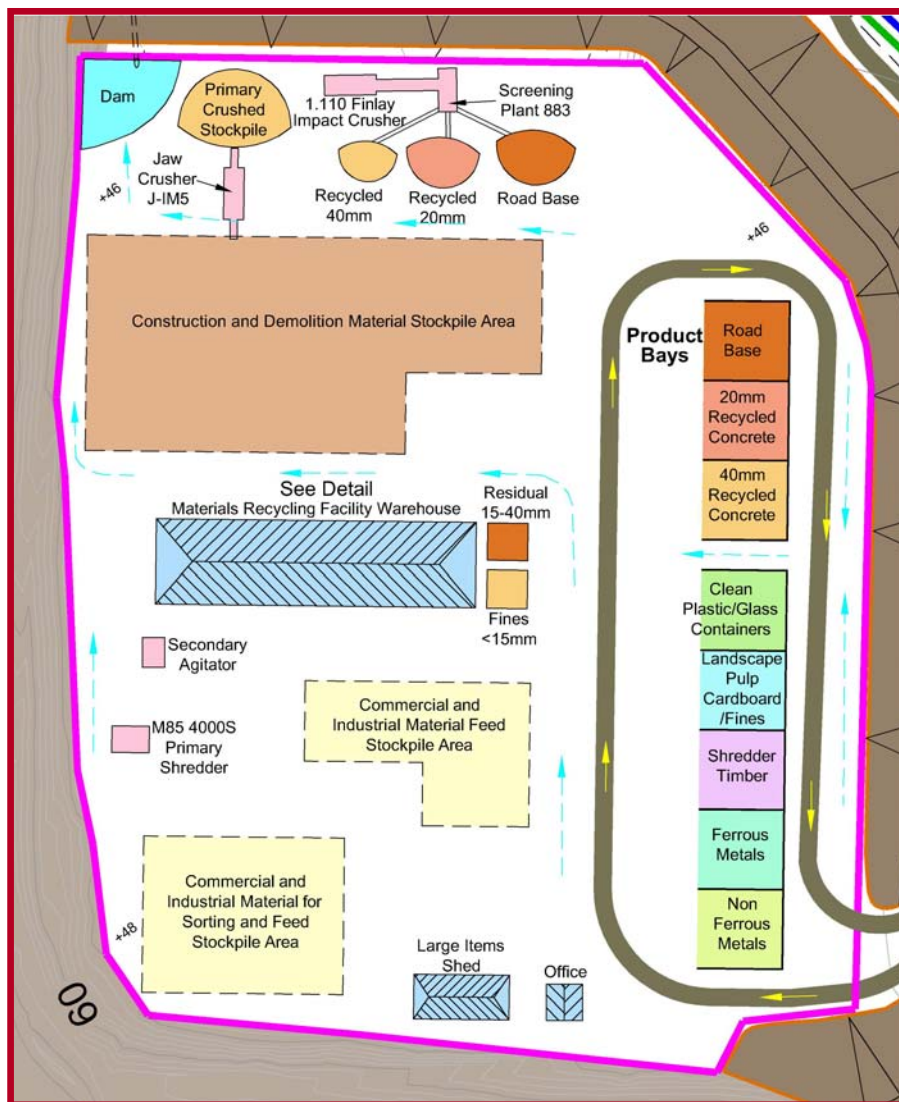 Dam
Primary
Crushed
Stockpile
1.110 Finlay
Impact Crusher
Screening
Plant 883
Jaw
Crusher
J-IM5
+46
Recycled
40mm
Recycled
20mm
Road Base
+46
Construction and Demolition Material Stockpile Area
Product
Bays
Road
Base
20mm
Recycled
Concrete
40mm
Recycled
Concrete
See Detail
Materials Recycling Facility Warehouse
Residual
15-40mm
Fines
<15mm
Clean
Plastic/Glass
Containers
Landscape
Pulp
Cardboard
/Fines
Shredder
Timber
Ferrous
Metals
Non
Ferrous
Metals
Secondary
Agitator
M85 4000S
Primary
Shredder
Commercial and
Industrial Material Feed
Stockpile Area
Commercial and
Industrial Material for
Sorting and Feed
Stockpile Area
+48
Large Items
Shed
Office
60